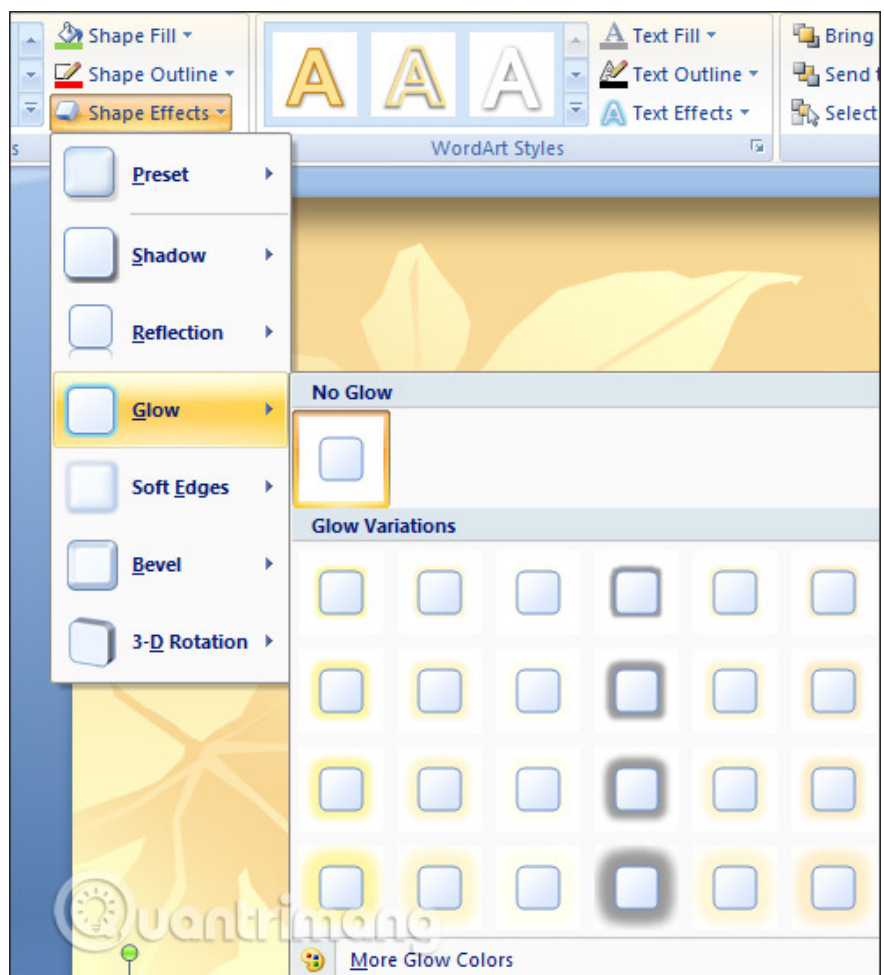 Shape Fill
Text Fill
Bring
Shape Outline
Text Outline
Send
Shape Effects
Text Effects
Select
s
WordArt Styles
Preset
Shadow
Reflection
Glow
Soft Edges
Bevel
3-D Rotation
No Glow
Glow Variations
More Glow Colors
Quantrimang